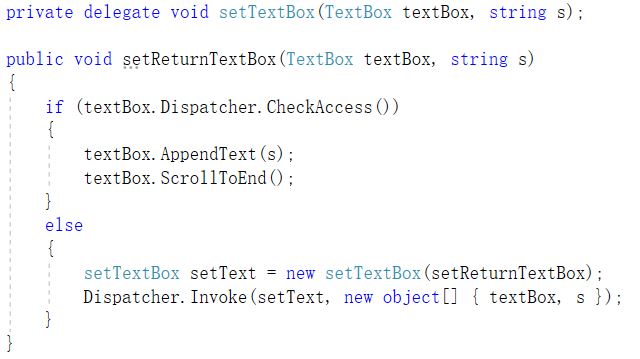 private delegate void setTextBox(TextBox textBox, string s);
public void setReturnTextBox(TextBox textBox, string s)
{
if (textBox.Dispatcher.CheckAccess())
{
textBox.AppendText(s);
textBox.ScrollToEnd();
}
else
{
setTextBox setText = new setTextBox(setReturnTextBox);
Dispatcher.Invoke(setText, new object[] { textBox, s });
}
}